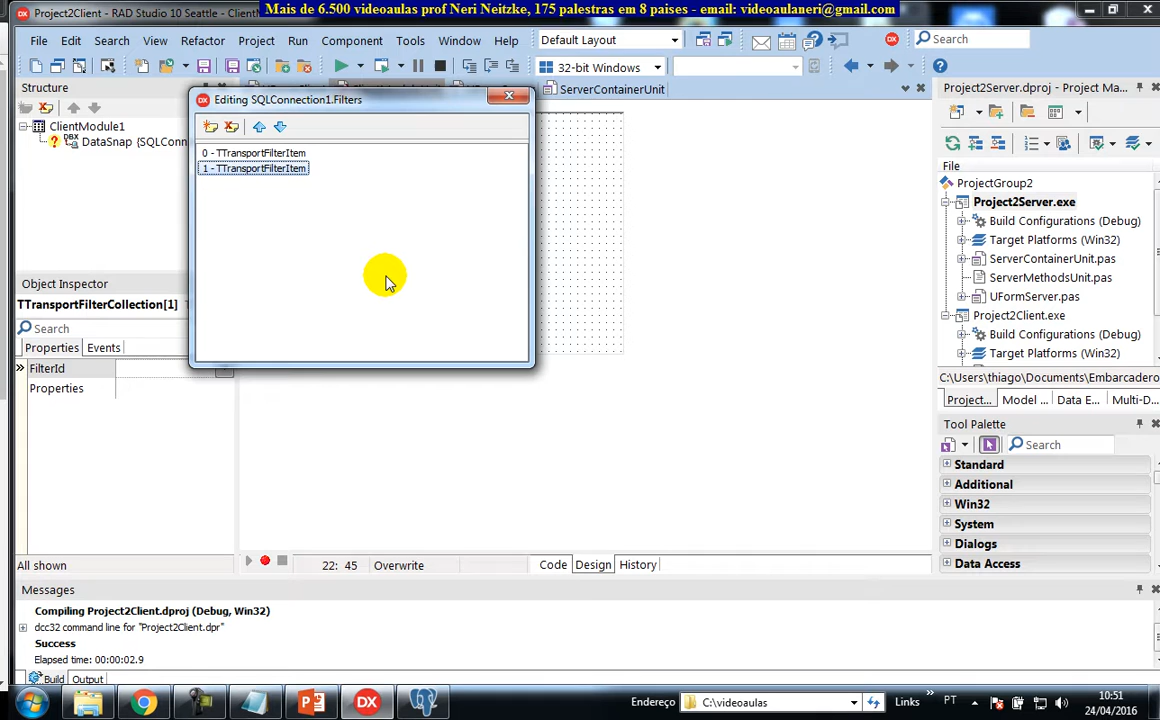 Project2Client - RAD Studio 10 Seattle - Clienth
Mais de 6.500 videoaulas prof Neri Neitzke, 175 palestras em 8 paises - email: videoaulaneri@gmail.com
File Edit Search View Refactor Project Run Component Tools Window Help
Default Layout
Search
32-bit Windows
Structure
ServerContainerUnit
Project2Server.dproj - Project Ma...
Editing SQLConnection1.Filters
ClientModule1
DataSnap {SQLConn
0 - TTransportFilterItem
1 - TTransportFilterItem
File
ProjectGroup2
Project2Server.exe
Build Configurations (Debug)
Target Platforms (Win32)
ServerContainerUnit.pas
ServerMethodsUnit.pas
UFormServer.pas
Project2Client.exe
Build Configurations (Debug)
Target Platforms (Win32)
C:\Users\thiago\Documents\Embarcadero
Project... Model ... Data E... Multi-D...
Object Inspector
TTransportFilterCollection[1]
Search
Properties Events
FilterId
Properties
Tool Palette
Search
Standard
Additional
Win32
System
Dialogs
Data Access
All shown
22: 45 Overwrite
Code Design History
Messages
Compiling Project2Client.dproj (Debug, Win32)
dcc32 command line for "Project2Client.dpr"
Success
Elapsed time: 00:00:02.9
Build Output
Endereço C:\videoaulas
Links
PT
10:51
24/04/2016